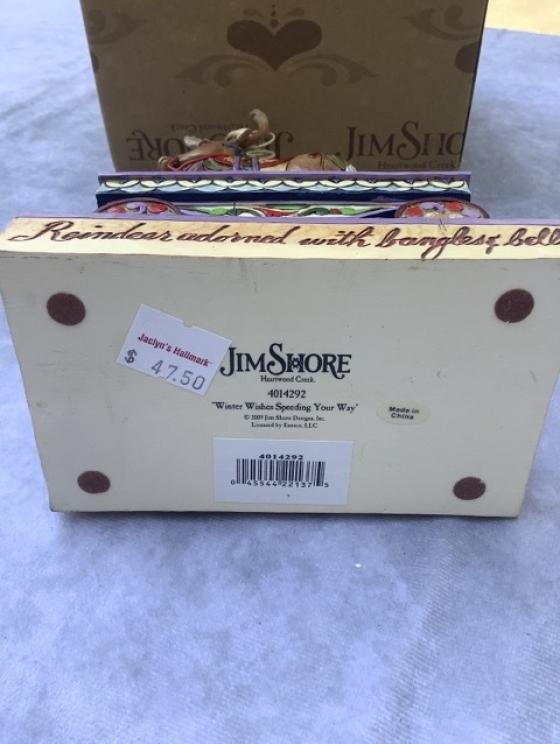 JIM SHO
Heartwood Creek
Reindeer adorned with bangles & bell
Jaclyn's Hallmark
$ 47.50
JIM SHORE
Heartwood Creek.
4014292
"Winter Wishes Speeding Your Way"
© 2009 Jim Shore Designs, Inc.
Licensed by Enesco, LLC
Made in
China
4014292
0 45544 22137 5